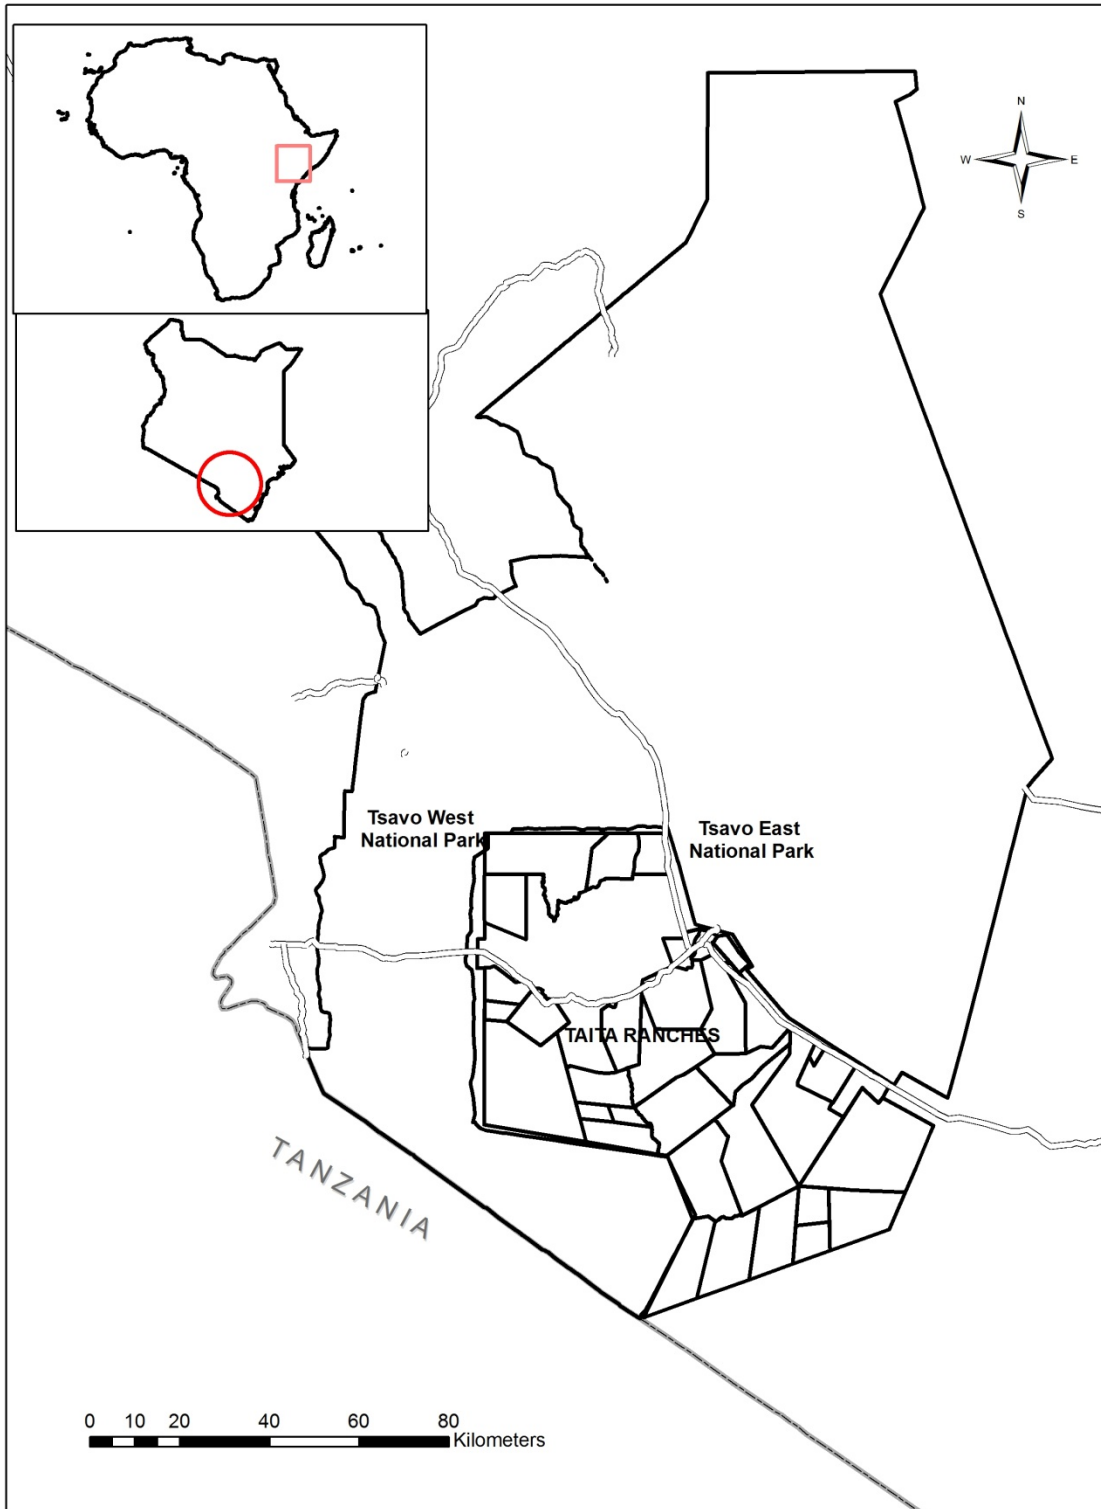 N
W E
S
Tsavo West
National Park
Tsavo East
National Park
TAITA RANCHES
TANZANIA
0 10 20 40 60 80
Kilometers